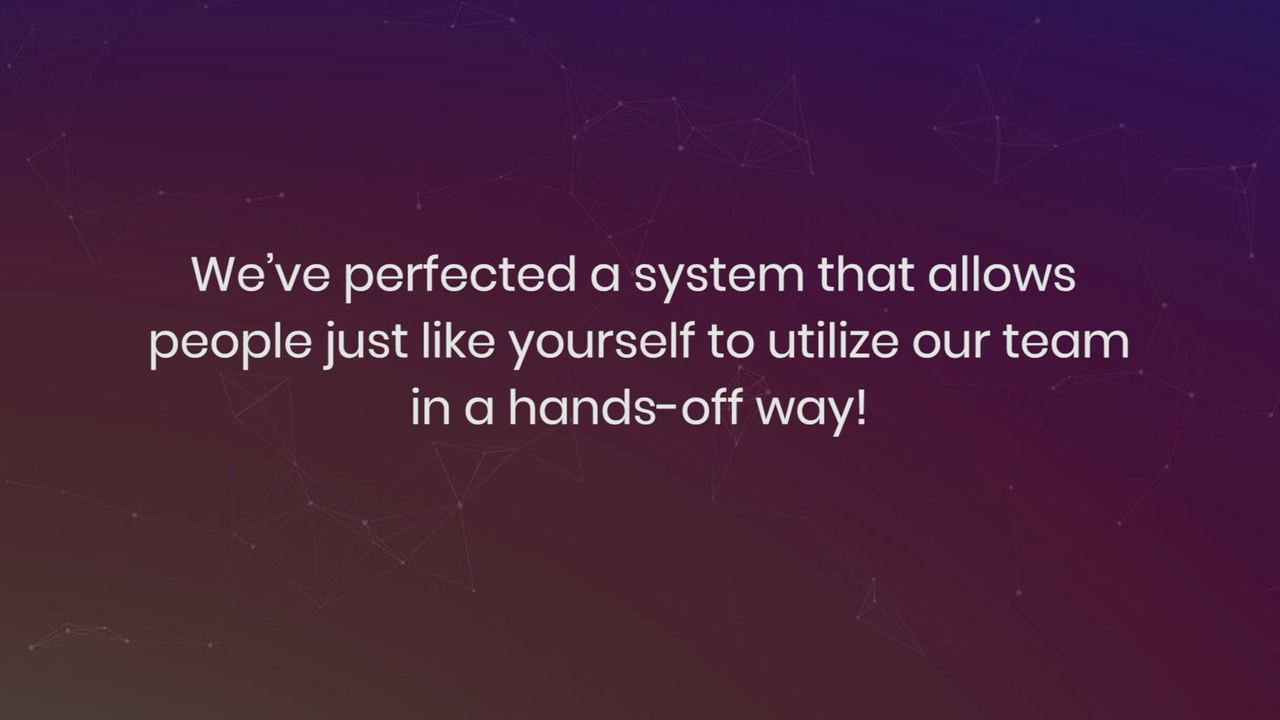 We’ve perfected a system that allows
people just like yourself to utilize our team
in a hands-off way!